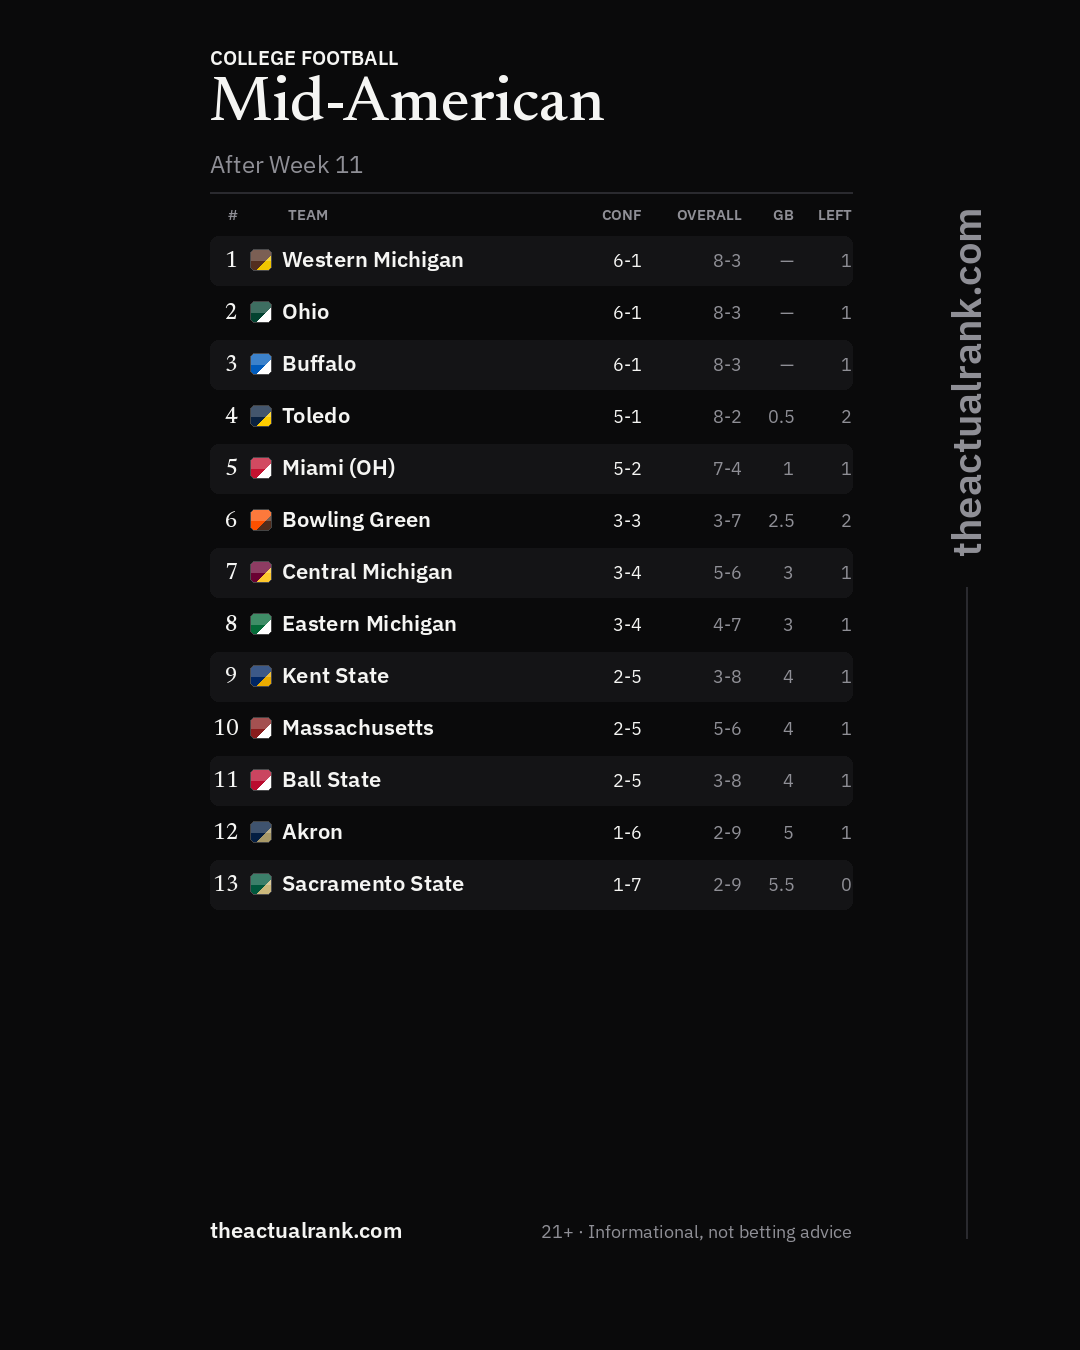 COLLEGE FOOTBALL
Mid-American
After Week 11
# TEAM CONF OVERALL GB LEFT
1 Western Michigan 6-1 8-3 — 1
2 Ohio 6-1 8-3 — 1
3 Buffalo 6-1 8-3 — 1
4 Toledo 5-1 8-2 0.5 2
5 Miami (OH) 5-2 7-4 1 1
6 Bowling Green 3-3 3-7 2.5 2
7 Central Michigan 3-4 5-6 3 1
8 Eastern Michigan 3-4 4-7 3 1
9 Kent State 2-5 3-8 4 1
10 Massachusetts 2-5 5-6 4 1
11 Ball State 2-5 3-8 4 1
12 Akron 1-6 2-9 5 1
13 Sacramento State 1-7 2-9 5.5 0
theactualrank.com
theactualrank.com 21+ · Informational, not betting advice